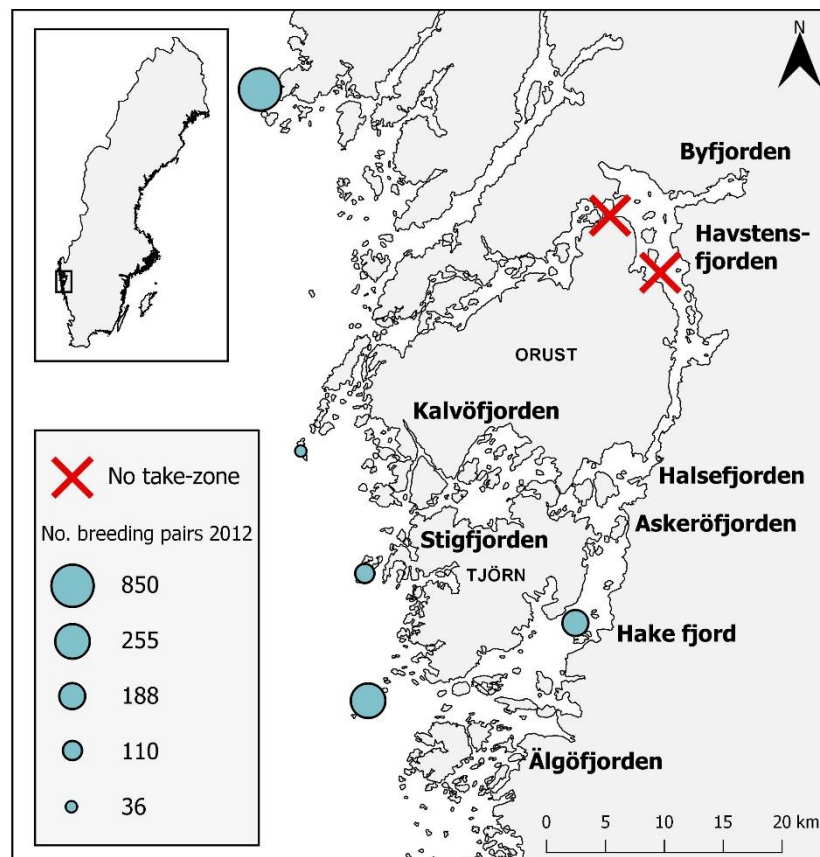 N
Byfjorden
Havstens-
fjorden
ORUST
Kalvöfjorden
Halsefjorden
Askeröfjorden
Stigfjorden
TJÖRN
Hake fjord
Älgöfjorden
No take-zone
No. breeding pairs 2012
850
255
188
110
36
0 5 10 15 20 km